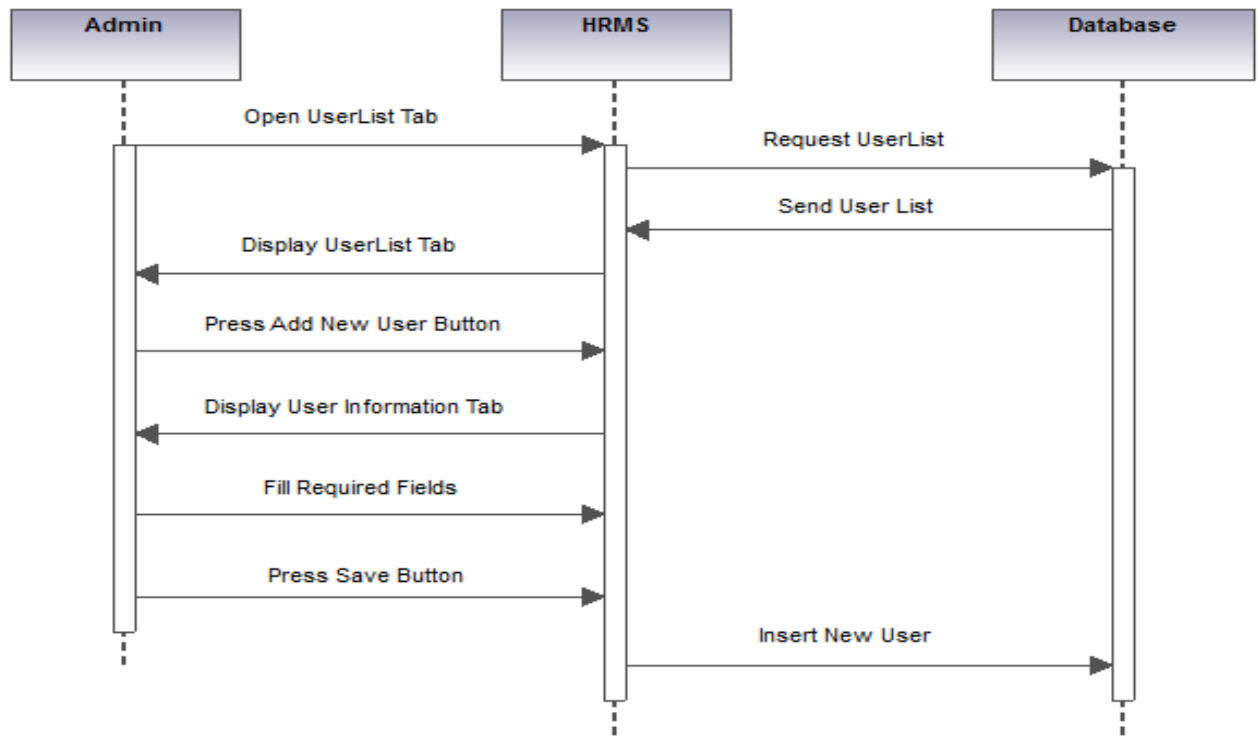 Admin
HRMS
Database
Open UserList Tab
Request UserList
Send User List
Display UserList Tab
Press Add New User Button
Display User Information Tab
Fill Required Fields
Press Save Button
Insert New User